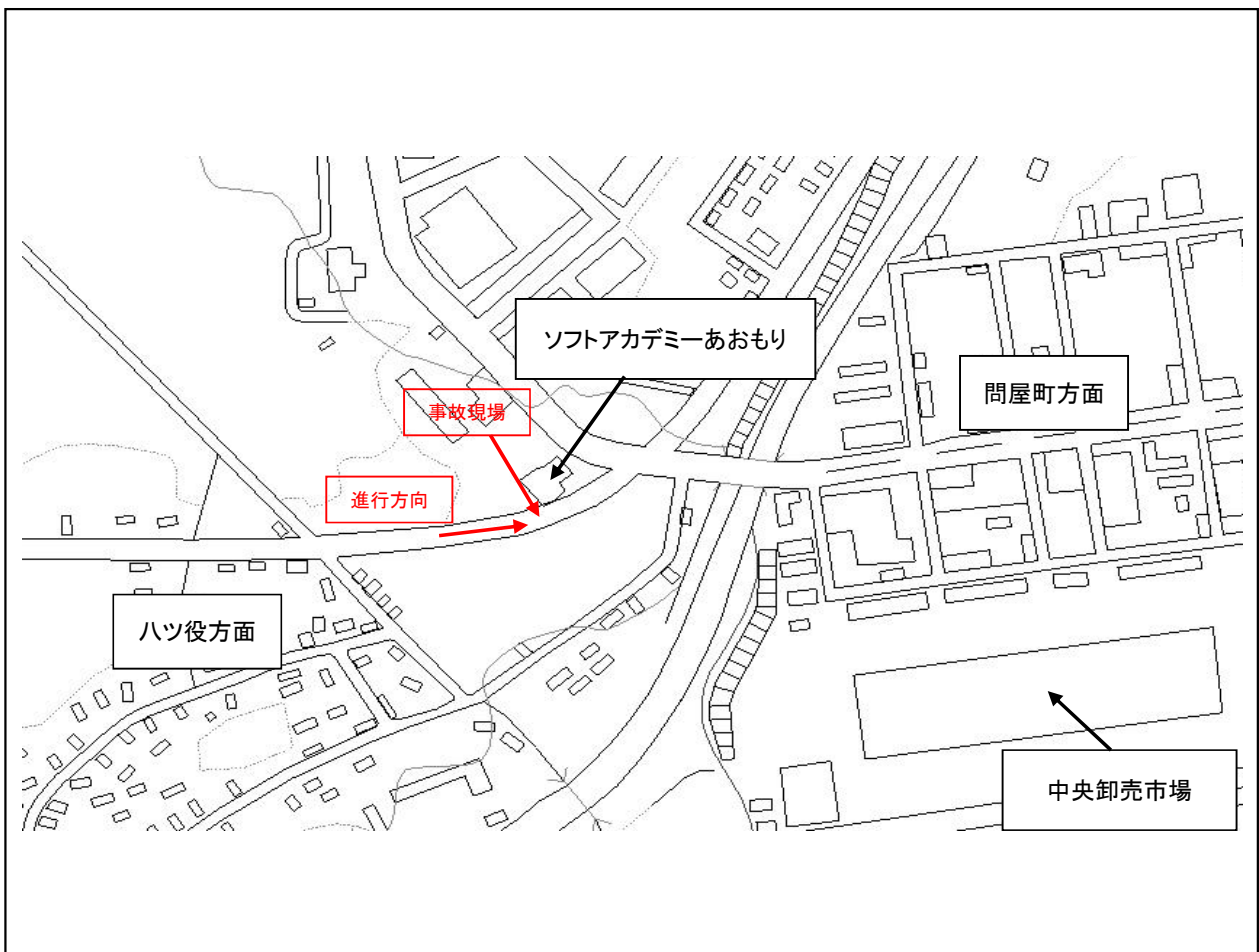 ソフトアカデミーあおもり
問屋町方面
事故現場
進行方向
八ツ役方面
中央卸売市場